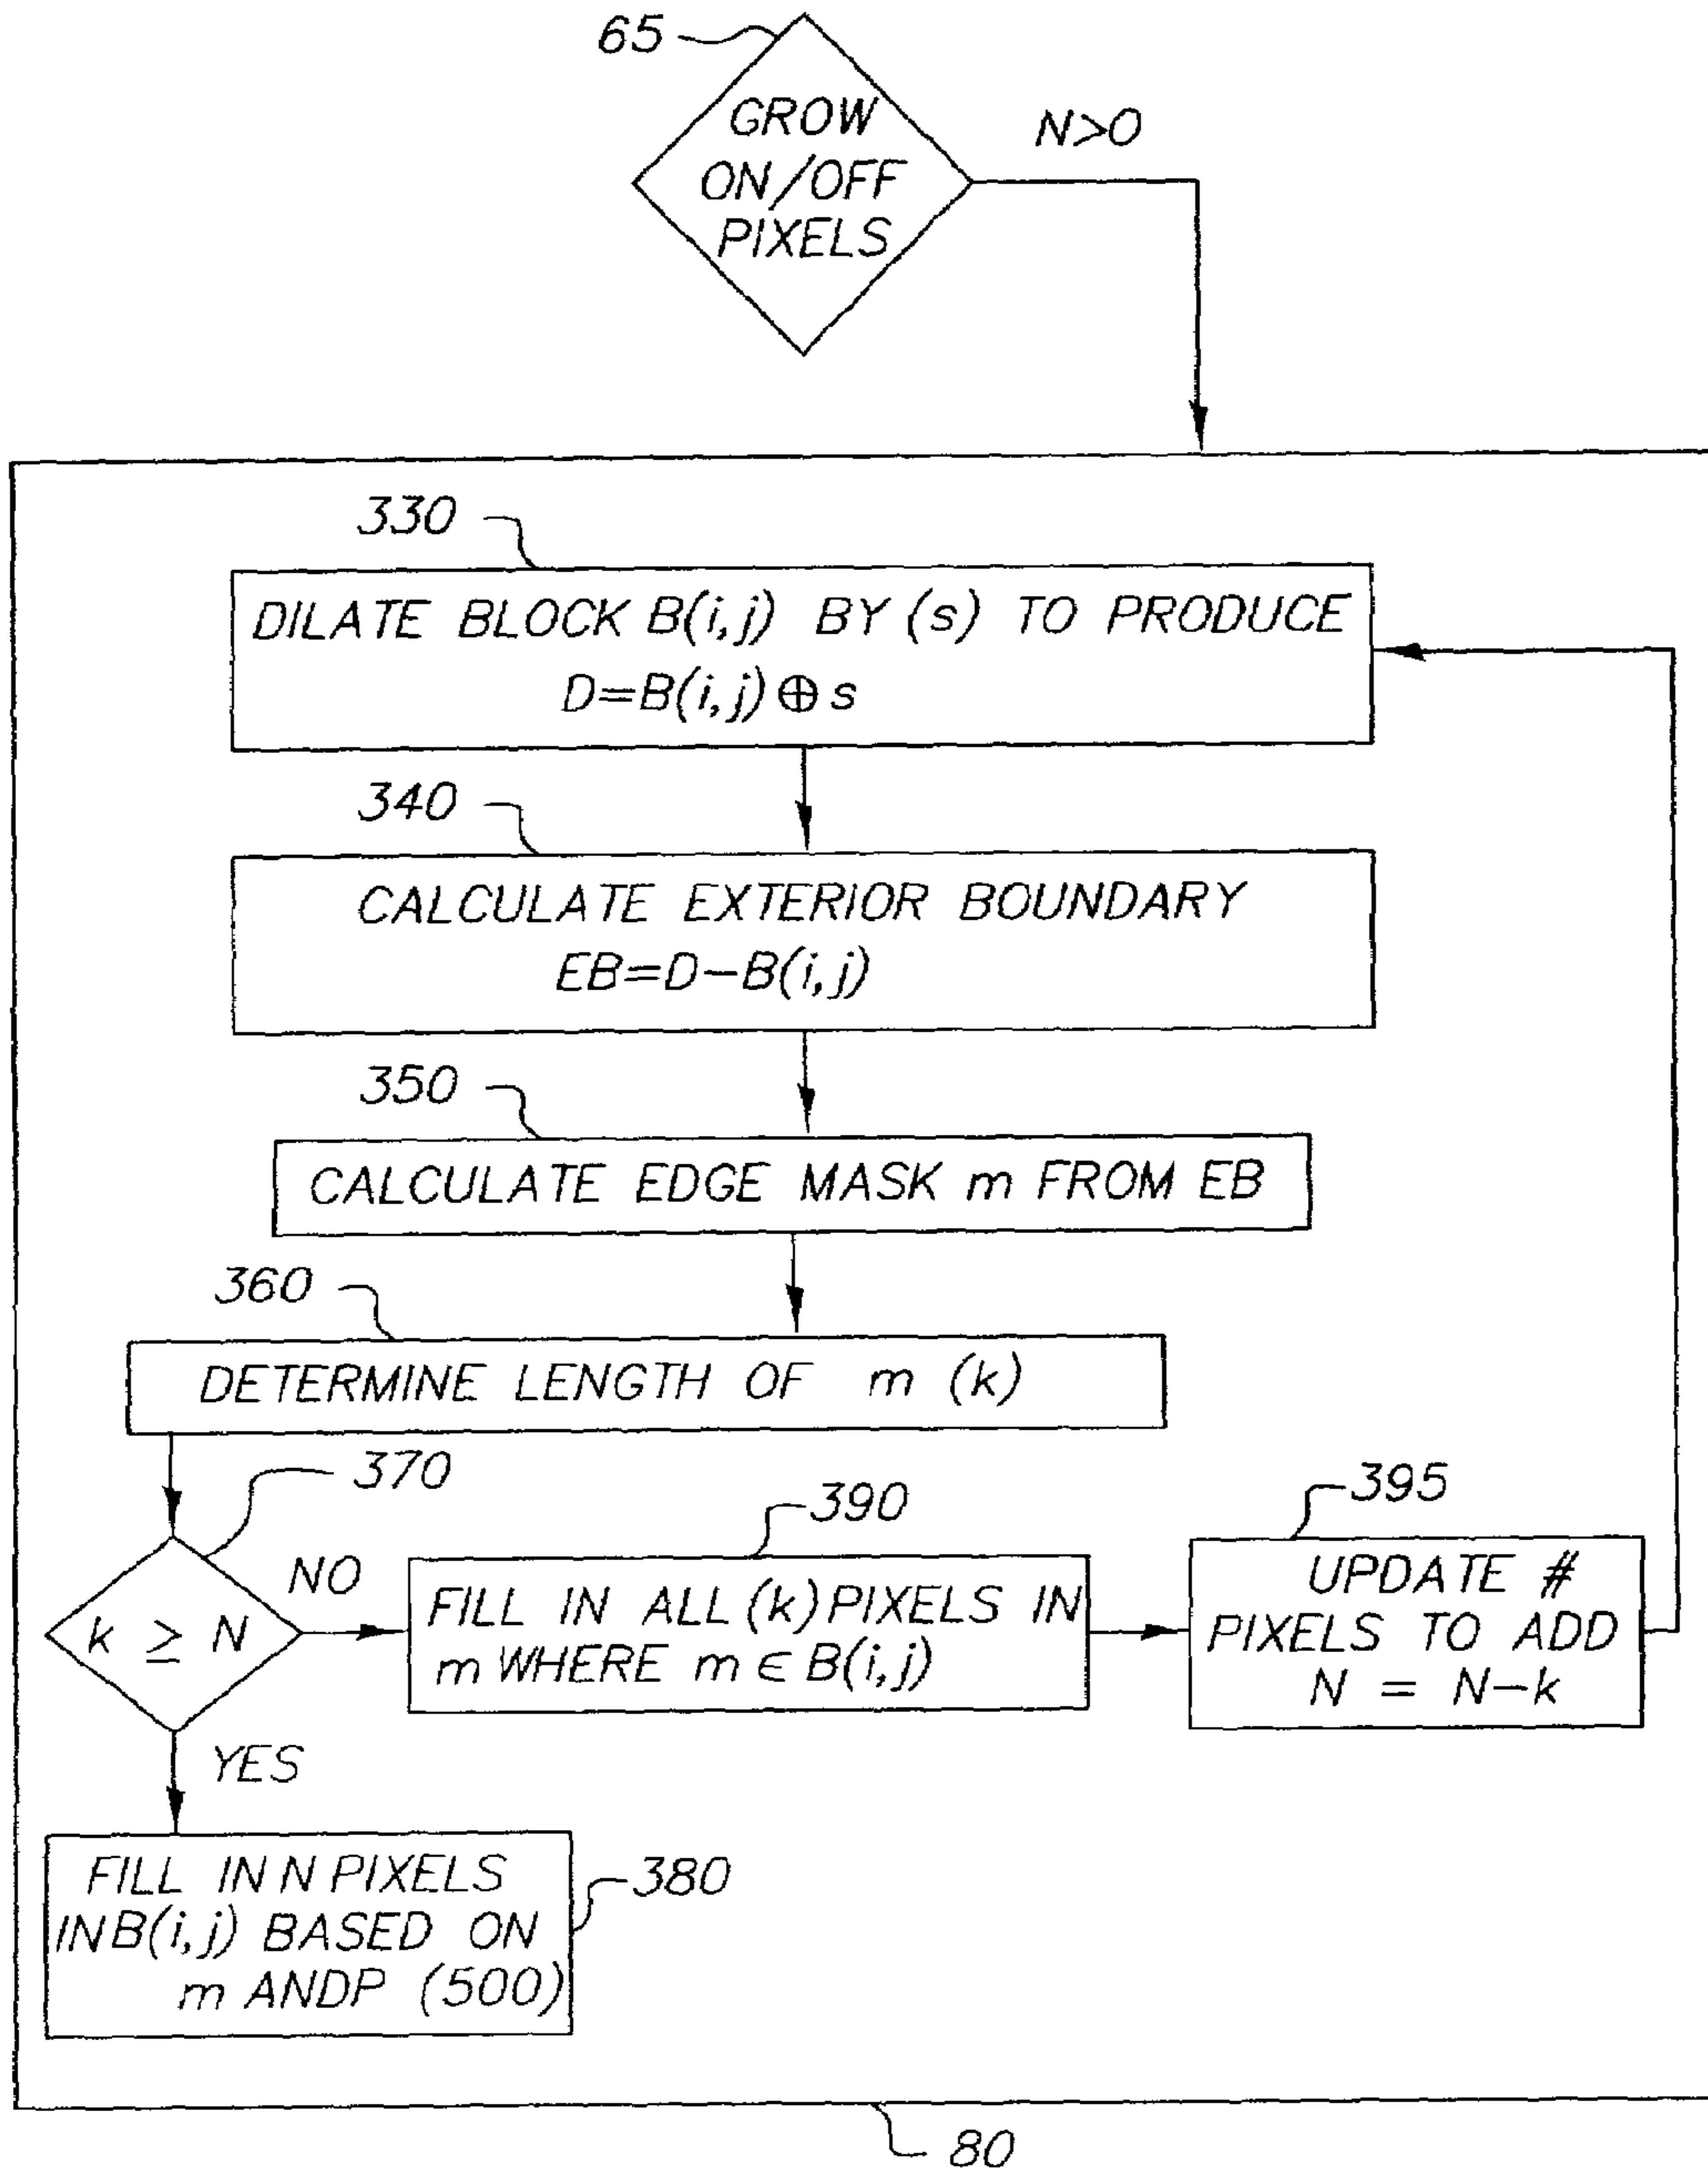 65
GROW
ON/OFF
PIXELS
N>0
330
DILATE BLOCK B(i,j) BY (s) TO PRODUCE
D=B(i,j)⊕s
340
CALCULATE EXTERIOR BOUNDARY
EB=D−B(i,j)
350
CALCULATE EDGE MASK m FROM EB
360
DETERMINE LENGTH OF m (k)
370
k ≥ N
NO
390
FILL IN ALL (k) PIXELS IN
m WHERE m ∈ B(i,j)
395
UPDATE #
PIXELS TO ADD
N = N−k
YES
FILL IN N PIXELS
IN B(i,j) BASED ON
m ANDP (500)
380
80